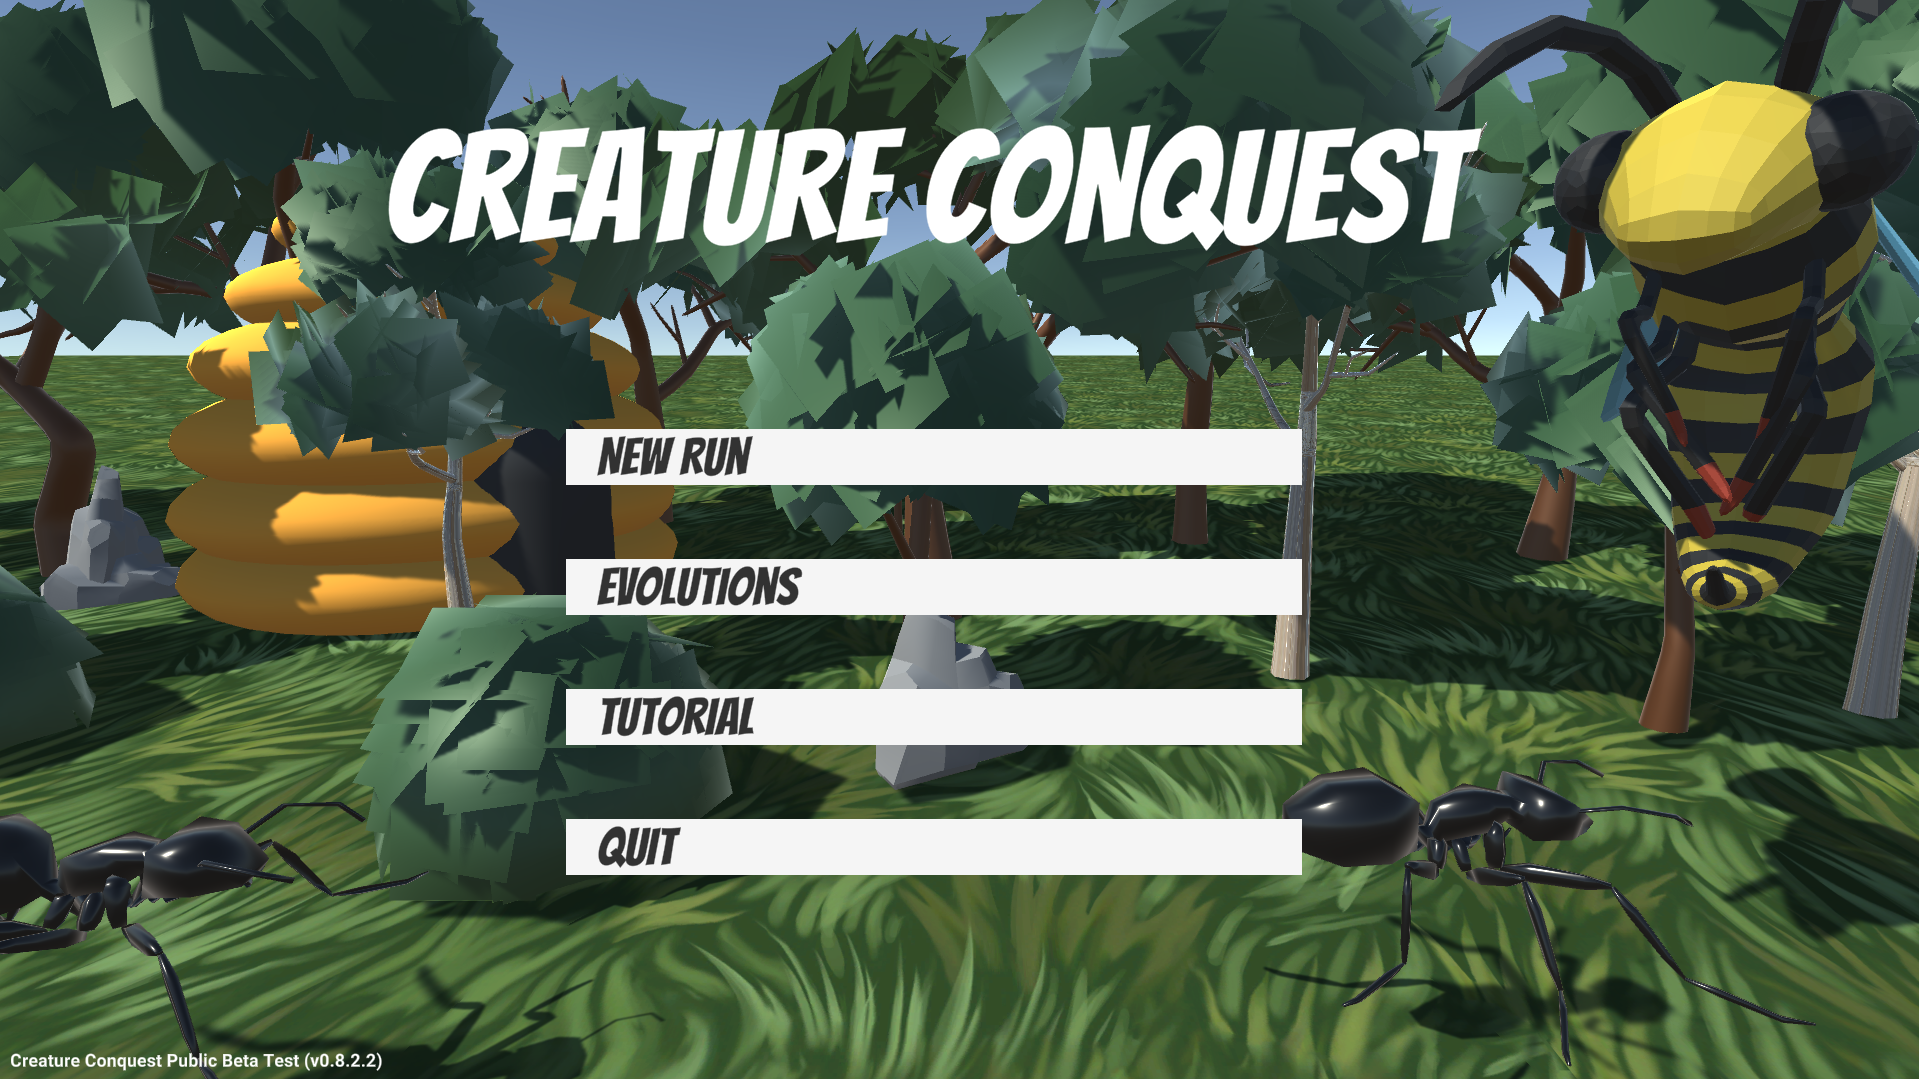 CREATURE CONQUEST
NEW RUN
EVOLUTIONS
TUTORIAL
QUIT
Creature Conquest Public Beta Test (v0.8.2.2)